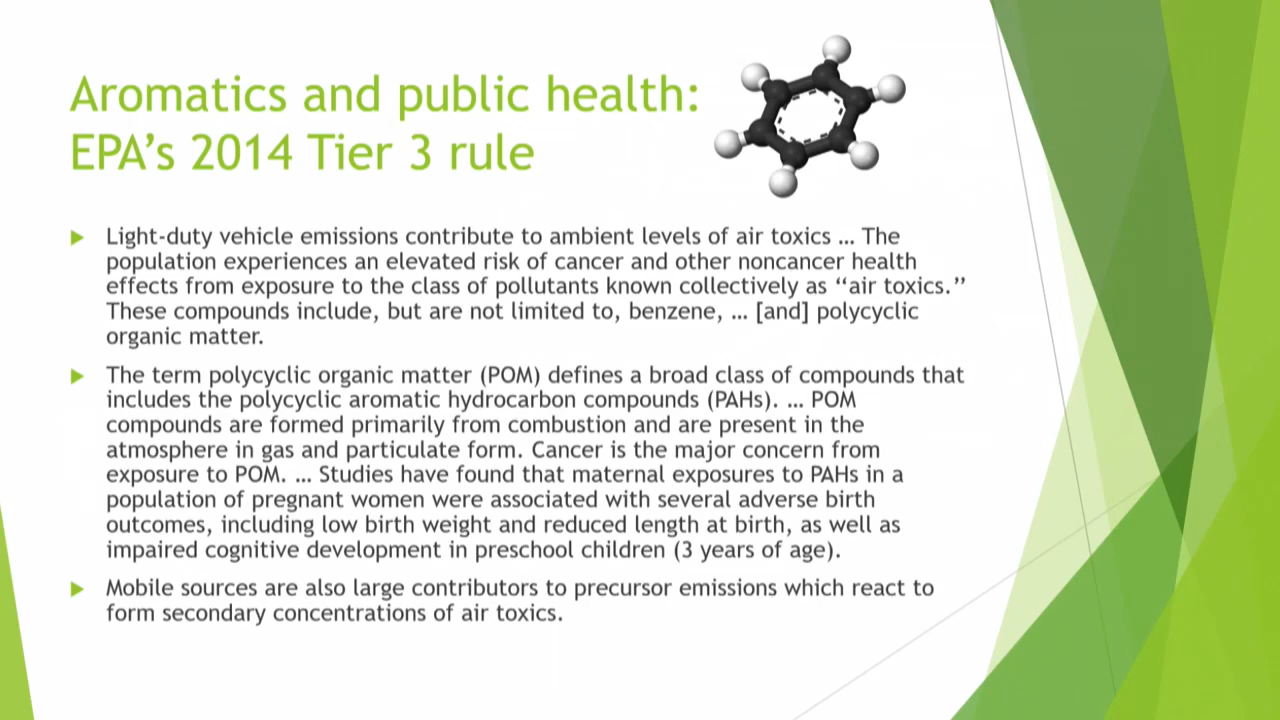 Aromatics and public health:
EPA’s 2014 Tier 3 rule
Light-duty vehicle emissions contribute to ambient levels of air toxics … The
population experiences an elevated risk of cancer and other noncancer health
effects from exposure to the class of pollutants known collectively as “air toxics.”
These compounds include, but are not limited to, benzene, … [and] polycyclic
organic matter.
The term polycyclic organic matter (POM) defines a broad class of compounds that
includes the polycyclic aromatic hydrocarbon compounds (PAHs). … POM
compounds are formed primarily from combustion and are present in the
atmosphere in gas and particulate form. Cancer is the major concern from
exposure to POM. … Studies have found that maternal exposures to PAHs in a
population of pregnant women were associated with several adverse birth
outcomes, including low birth weight and reduced length at birth, as well as
impaired cognitive development in preschool children (3 years of age).
Mobile sources are also large contributors to precursor emissions which react to
form secondary concentrations of air toxics.